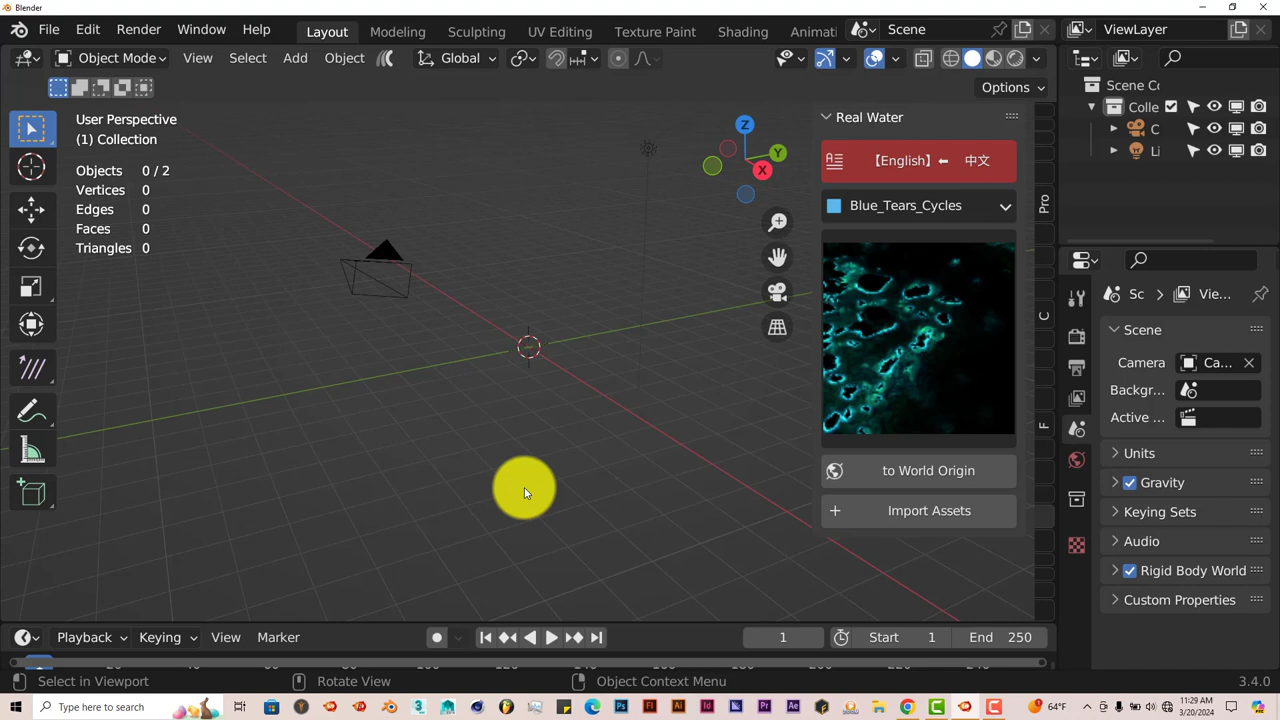 Blender
File Edit Render Window Help Layout Modeling Sculpting UV Editing Texture Paint Shading Animati Scene ViewLayer
Object Mode View Select Add Object Global
Options
User Perspective
(1) Collection
Objects 0 / 2
Vertices 0
Edges 0
Faces 0
Triangles 0
Z
Y
X
Real Water
【English】⬅ 中文
Blue_Tears_Cycles
to World Origin
Import Assets
Pro
C
F
Scene Cc
Colle
C
Li
Sc > Vie...
Scene
Camera Ca...
Backgr...
Active ...
Units
Gravity
Keying Sets
Audio
Rigid Body World
Custom Properties
Playback Keying View Marker 1 Start 1 End 250
Select in Viewport Rotate View Object Context Menu 3.4.0
Type here to search
64°F
11:29 AM
3/20/2024